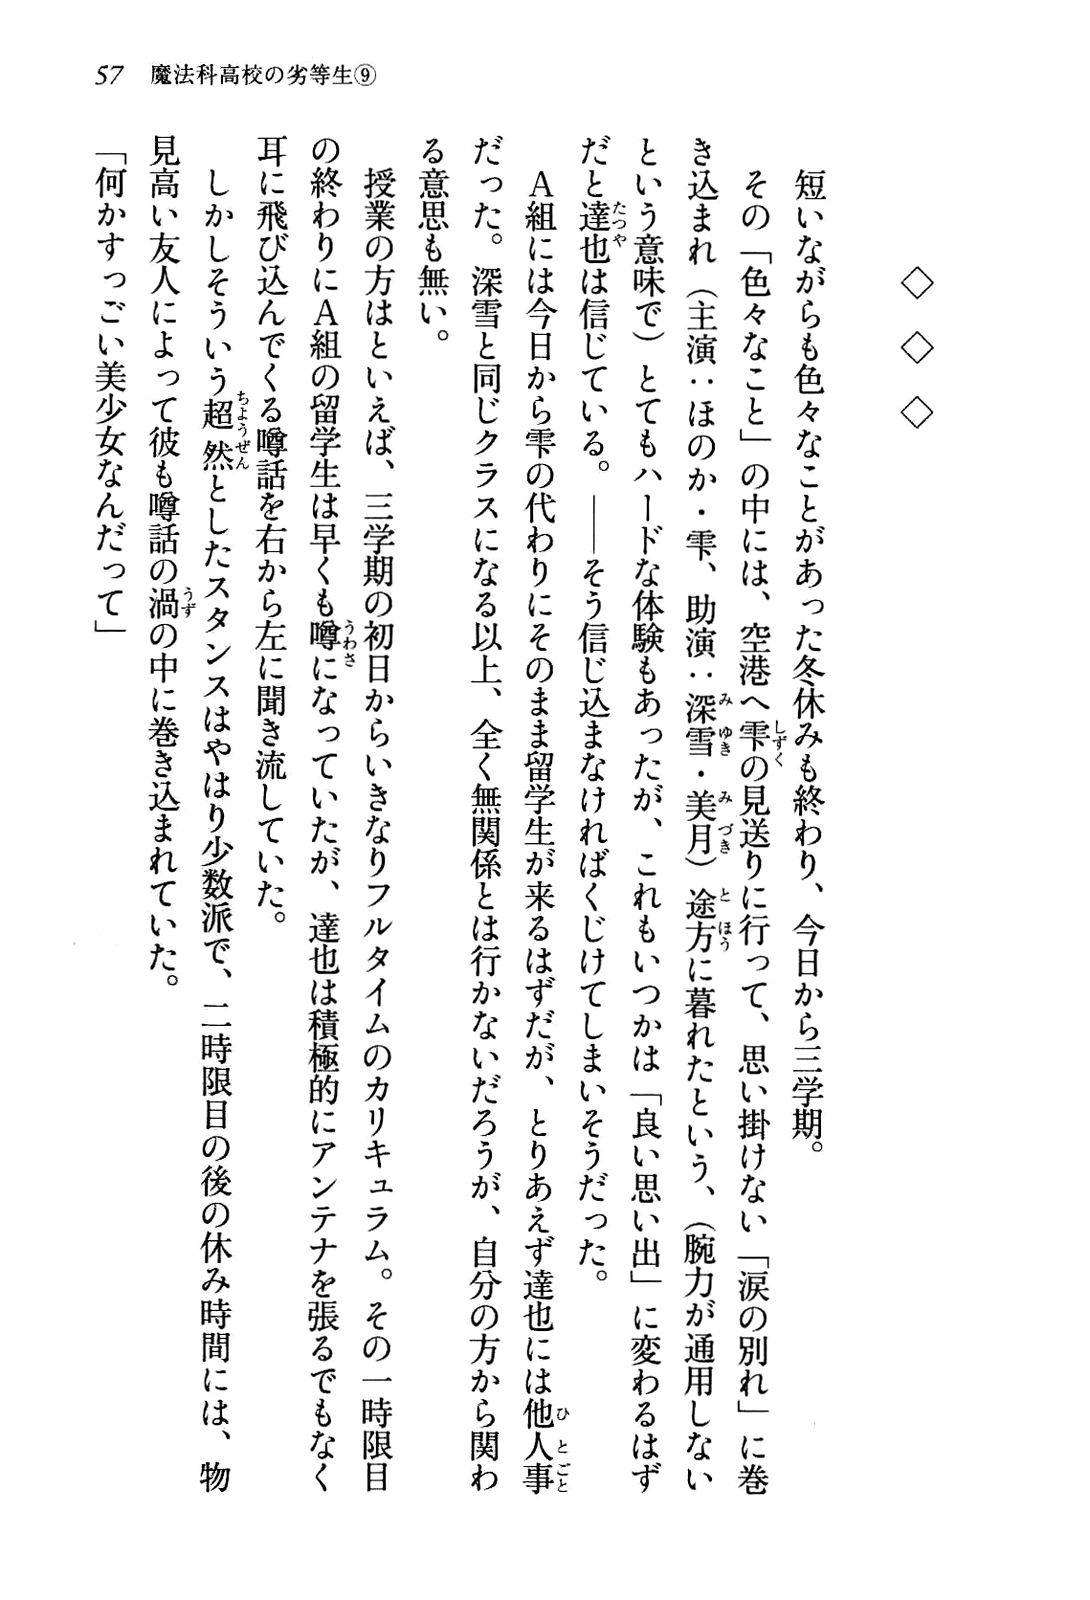 57 魔法科高校の劣等生⑨
◇ ◇ ◇
短いながらも色々なことがあった冬休みも終わり、今日から三学期。
その「色々なこと」の中には、空港へ雫の見送りに行って、思い掛けない「涙の別れ」に巻
き込まれ（主演：ほのか・雫、助演：深雪・美月）途方に暮れたという、（腕力が通用しない
という意味で）とてもハードな体験もあったが、これもいつかは「良い思い出」に変わるはず
だと達也は信じている。――そう信じ込まなければくじけてしまいそうだった。
Ａ組には今日から雫の代わりにそのまま留学生が来るはずだが、とりあえず達也には他人事
だった。深雪と同じクラスになる以上、全く無関係とは行かないだろうが、自分の方から関わ
る意思も無い。
授業の方はといえば、三学期の初日からいきなりフルタイムのカリキュラム。その一時限目
の終わりにＡ組の留学生は早くも噂になっていたが、達也は積極的にアンテナを張るでもなく
耳に飛び込んでくる噂話を右から左に聞き流していた。
しかしそういう超然としたスタンスはやはり少数派で、二時限目の後の休み時間には、物
見高い友人によって彼も噂話の渦の中に巻き込まれていた。
「何かすっごい美少女なんだって」